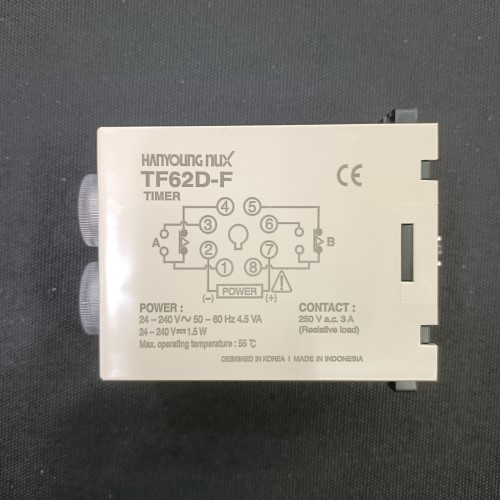 HANYOUNG nux
TF62D-F
TIMER
CE
4 5
3 6
A B
2 7
1 8
(-) POWER (+)
POWER :
24 ~ 240 V∿ 50 ~ 60 Hz 4.5 VA
24 ~ 240 V⎓ 1.5 W
Max. operating temperature : 55 ℃
CONTACT :
250 V a.c. 3 A
(Resistive load)
DESIGNED IN KOREA I MADE IN INDONESIA